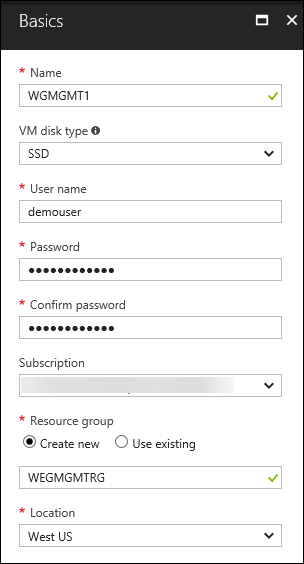 Basics
* Name
WGMGMT1
VM disk type
SSD
* User name
demouser
* Password
••••••••••••
* Confirm password
••••••••••••
Subscription
* Resource group
Create new Use existing
WEGMGMTRG
* Location
West US